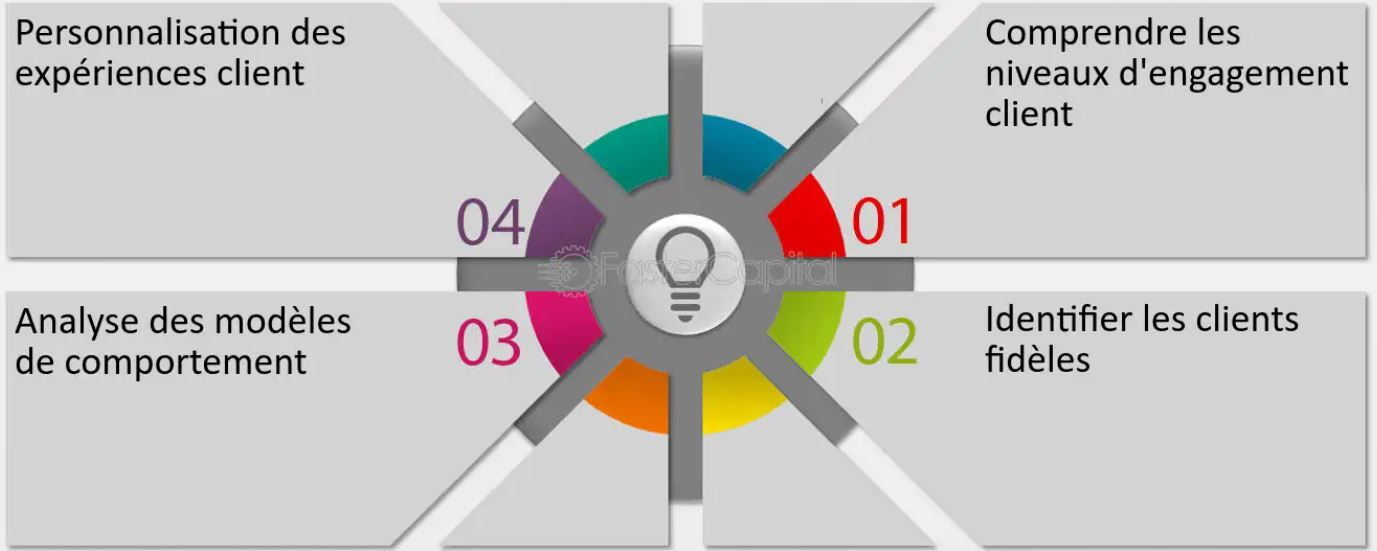 Personnalisation des
expériences client
04
Comprendre les
niveaux d'engagement
client
01
FasterCapital
Analyse des modèles
de comportement
03
Identifier les clients
fidèles
02